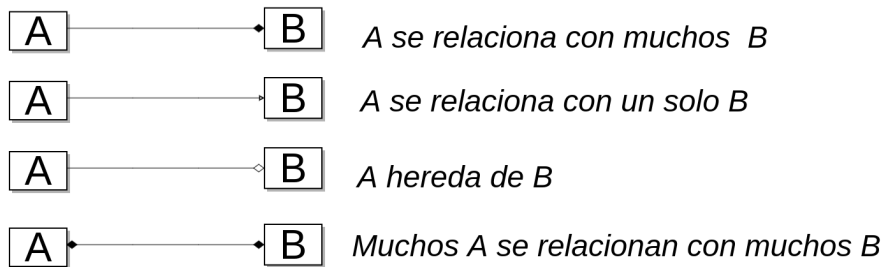 A B A se relaciona con muchos B
A B A se relaciona con un solo B
A B A hereda de B
A B Muchos A se relacionan con muchos B